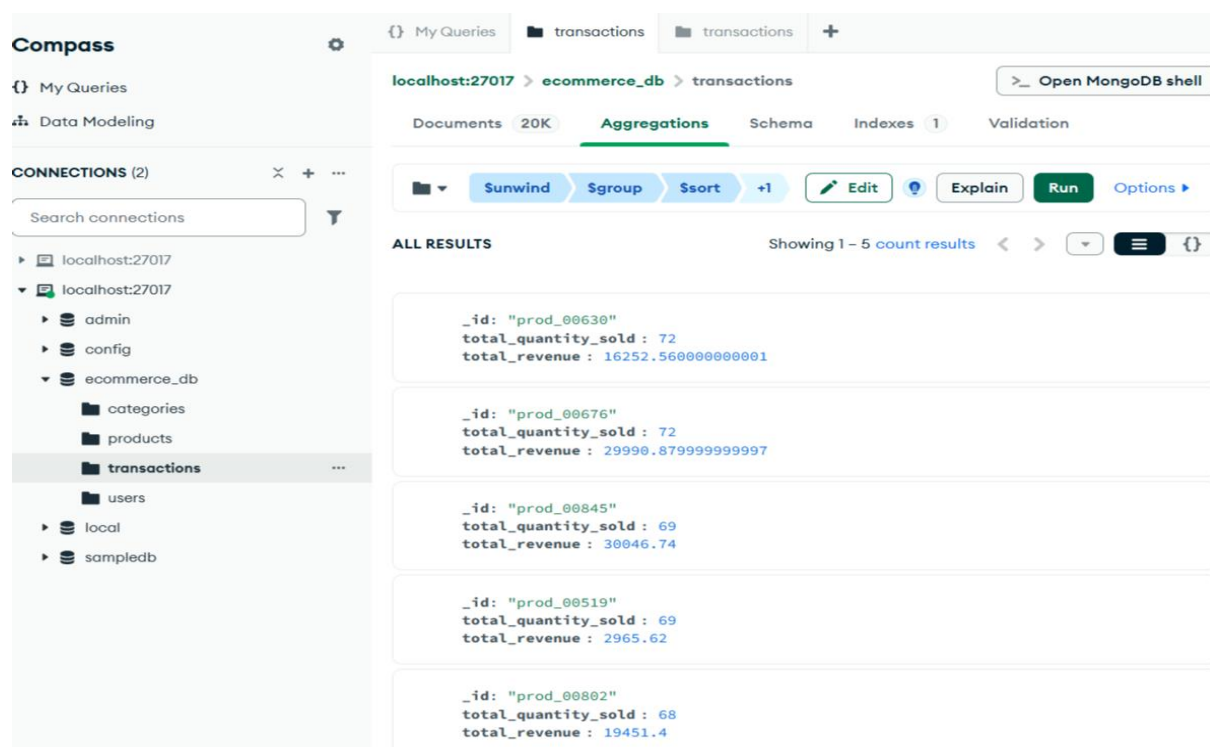 Compass
My Queries
Data Modeling
CONNECTIONS (2)
Search connections
localhost:27017
localhost:27017
admin
config
ecommerce_db
categories
products
transactions
users
local
sampledb
{} My Queries transactions transactions +
localhost:27017 > ecommerce_db > transactions
>_ Open MongoDB shell
Documents 20K Aggregations Schema Indexes 1 Validation
$unwind $group $sort +1 Edit Explain Run Options
ALL RESULTS Showing 1 – 5 count results < > {}
_id: "prod_00630"
total_quantity_sold : 72
total_revenue : 16252.560000000001
_id: "prod_00676"
total_quantity_sold : 72
total_revenue : 29990.879999999997
_id: "prod_00845"
total_quantity_sold : 69
total_revenue : 30046.74
_id: "prod_00519"
total_quantity_sold : 69
total_revenue : 2965.62
_id: "prod_00802"
total_quantity_sold : 68
total_revenue : 19451.4